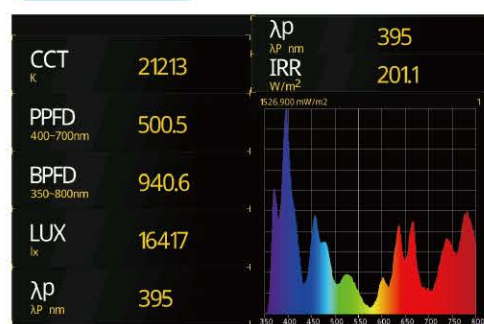 CCT
K
21213
PPFD
400~700nm
500.5
BPFD
350~800nm
940.6
LUX
lx
16417
λp
λP nm
395
λp
λP nm
395
IRR
W/m2
201.1
1526.900 mW/m2
1
350 400 450 500 550 600 650 700 750 800